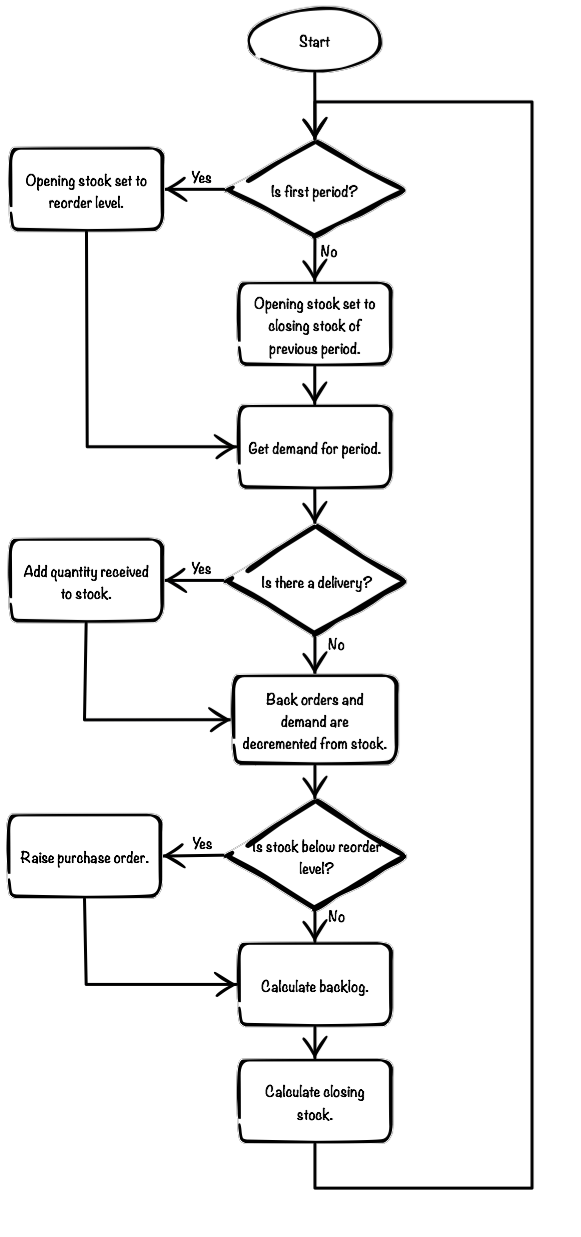 Start
Is first period?
Yes
Opening stock set to
reorder level.
No
Opening stock set to
closing stock of
previous period.
Get demand for period.
Is there a delivery?
Yes
Add quantity received
to stock.
No
Back orders and
demand are
decremented from stock.
Is stock below reorder
level?
Yes
Raise purchase order.
No
Calculate backlog.
Calculate closing
stock.